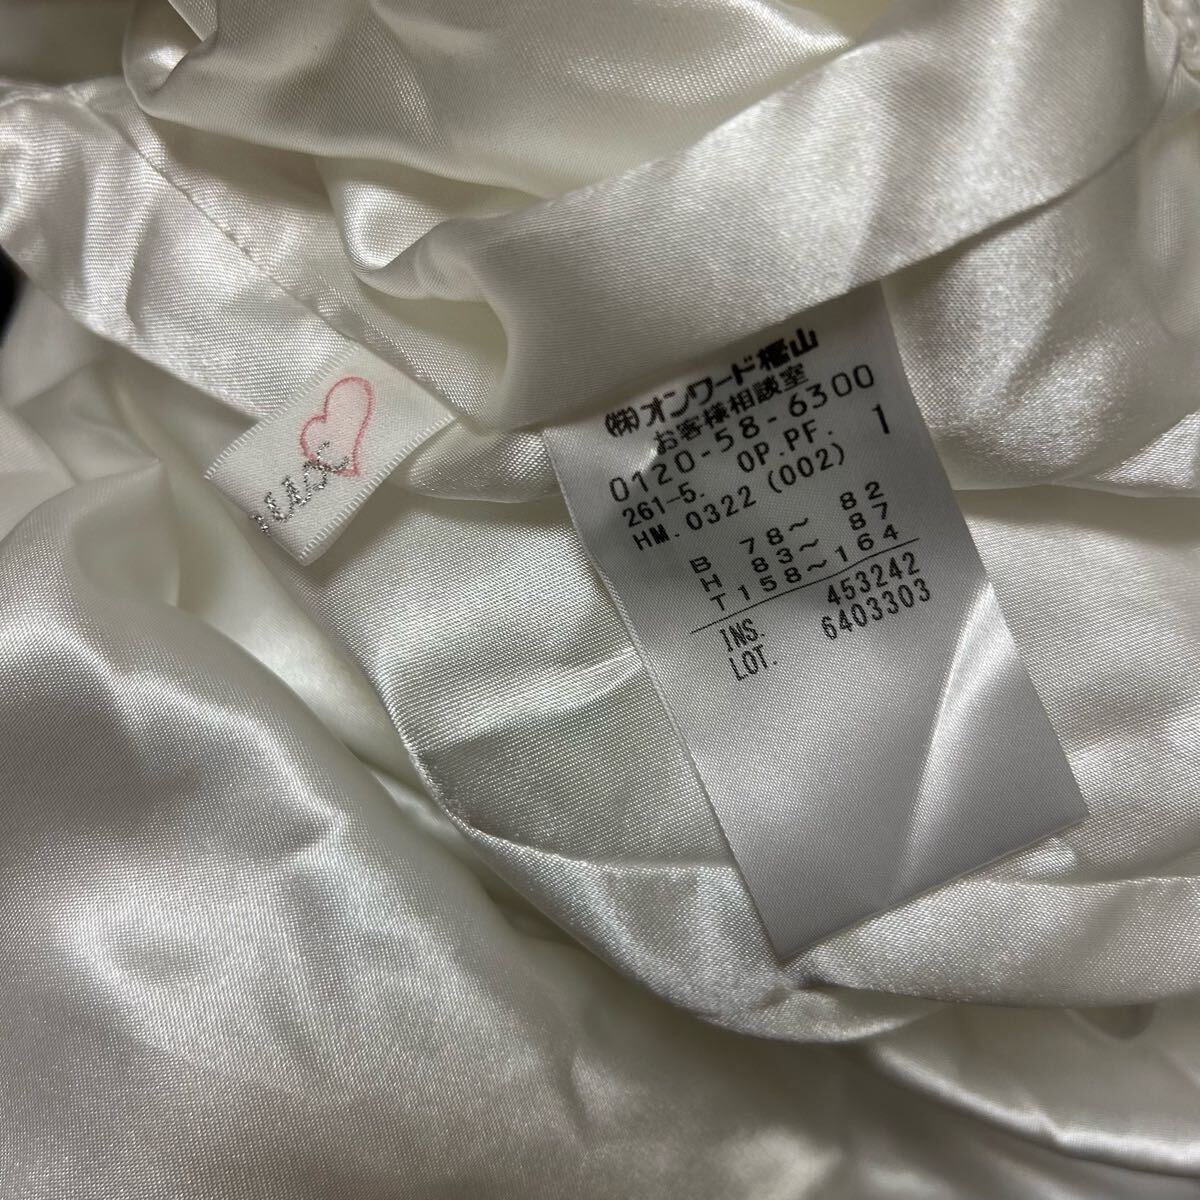 (株)オンワード樫山
お客様相談室
0120-58-6300
OP.PF. 1
261-5.
HM.0322 (002)
B 78～ 82
H 83～ 87
T 158～164
INS. 453242
LOT. 6403303